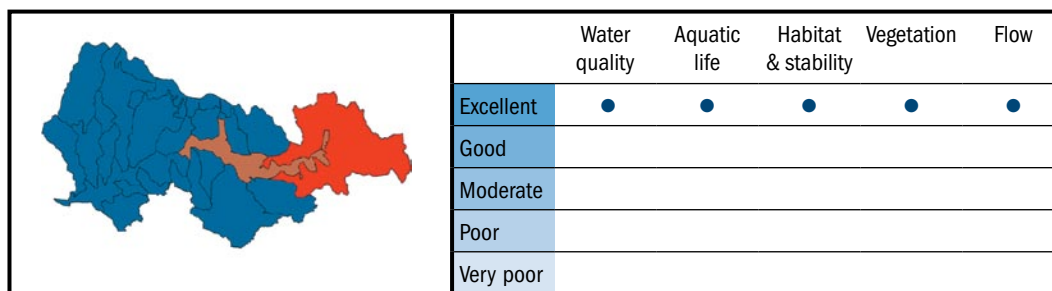 Water Aquatic Habitat Vegetation Flow
quality life & stability
Excellent
Good
Moderate
Poor
Very poor